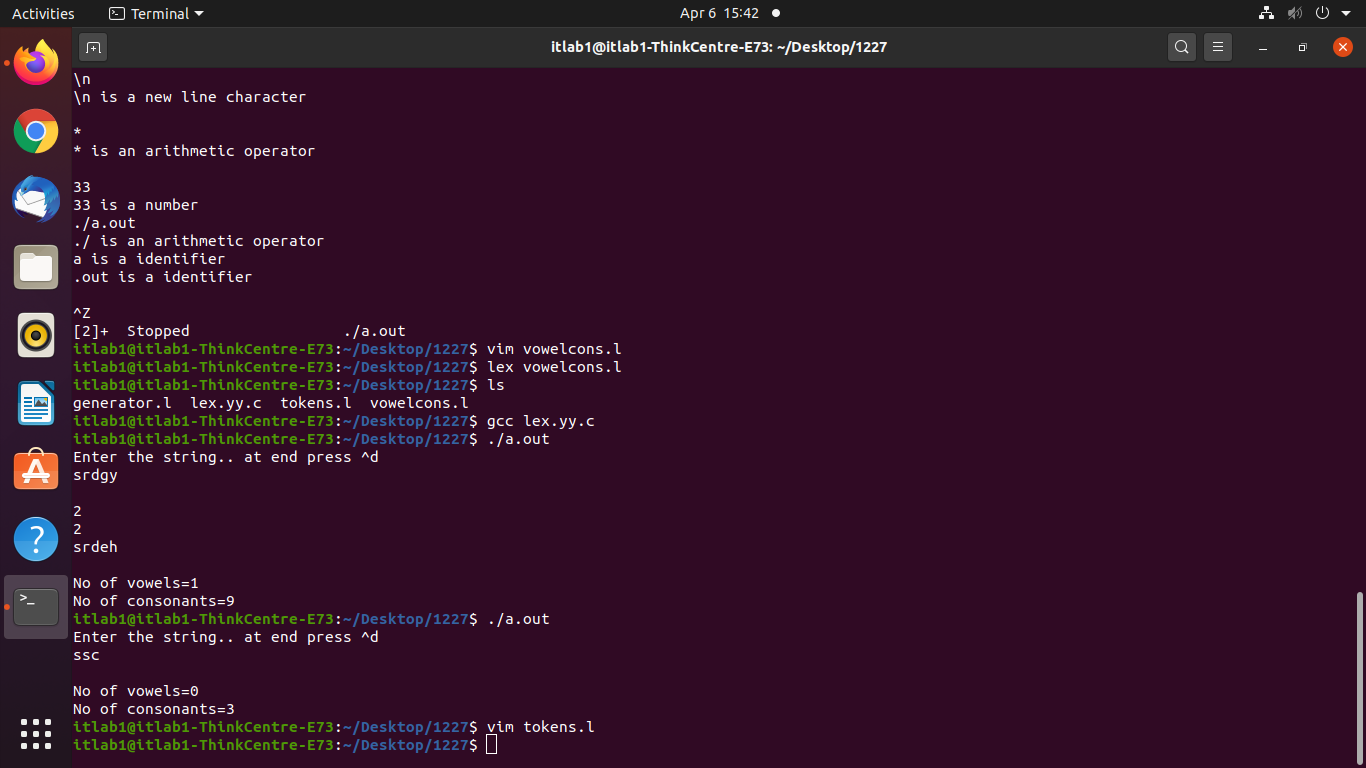 Activities
Terminal
Apr 6 15:42
itlab1@itlab1-ThinkCentre-E73: ~/Desktop/1227
\n
\n is a new line character
*
* is an arithmetic operator
33
33 is a number
./a.out
./ is an arithmetic operator
a is a identifier
.out is a identifier
^Z
[2]+  Stopped                 ./a.out
itlab1@itlab1-ThinkCentre-E73:~/Desktop/1227$ vim vowelcons.l
itlab1@itlab1-ThinkCentre-E73:~/Desktop/1227$ lex vowelcons.l
itlab1@itlab1-ThinkCentre-E73:~/Desktop/1227$ ls
generator.l  lex.yy.c  tokens.l  vowelcons.l
itlab1@itlab1-ThinkCentre-E73:~/Desktop/1227$ gcc lex.yy.c
itlab1@itlab1-ThinkCentre-E73:~/Desktop/1227$ ./a.out
Enter the string.. at end press ^d
srdgy
2
2
srdeh
No of vowels=1
No of consonants=9
itlab1@itlab1-ThinkCentre-E73:~/Desktop/1227$ ./a.out
Enter the string.. at end press ^d
ssc
No of vowels=0
No of consonants=3
itlab1@itlab1-ThinkCentre-E73:~/Desktop/1227$ vim tokens.l
itlab1@itlab1-ThinkCentre-E73:~/Desktop/1227$